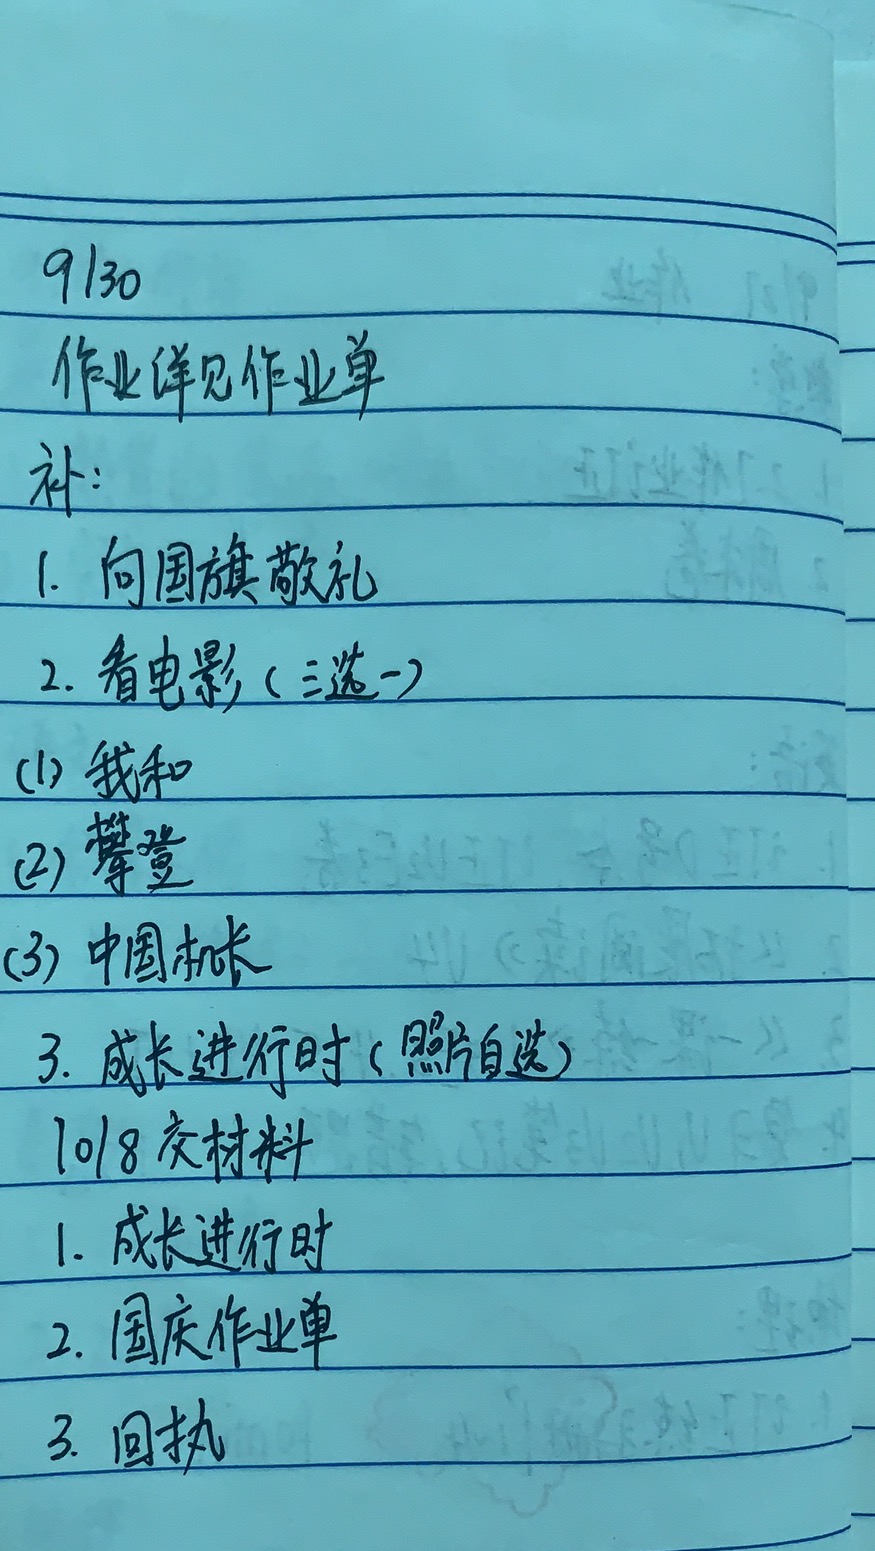 9/30
作业详见作业单
补:
1. 向国旗敬礼
2. 看电影(三选一)
(1) 我和
(2) 攀登
(3) 中国机长
3. 成长进行时(照片自选)
10/8 交材料
1. 成长进行时
2. 国庆作业单
3. 回执